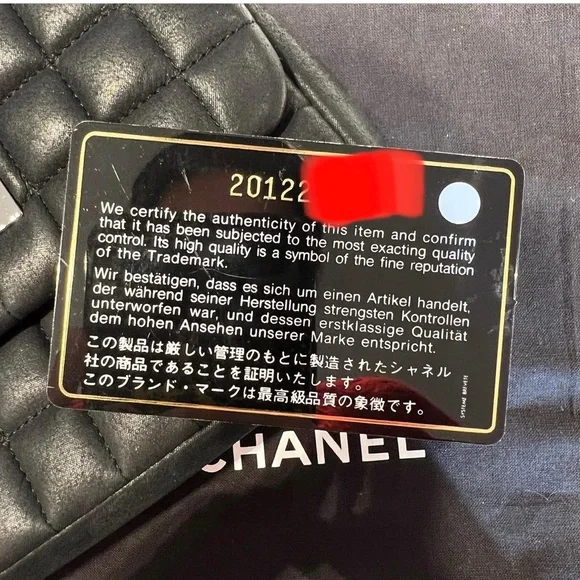 20122
We certify the authenticity of this item and confirm
that it has been subjected to the most exacting quality
control. Its high quality is a symbol of the fine reputation
of the Trademark.
Wir bestätigen, dass es sich um einen Artikel handelt,
der während seiner Herstellung strengsten Kontrollen
unterworfen war, und dessen erstklassige Qualität
dem hohen Ansehen unserer Marke entspricht.
この製品は厳しい管理のもとに製造されたシャネル
社の商品であることを証明いたします。
このブランド・マークは最高級品質の象徴です。
CHANEL